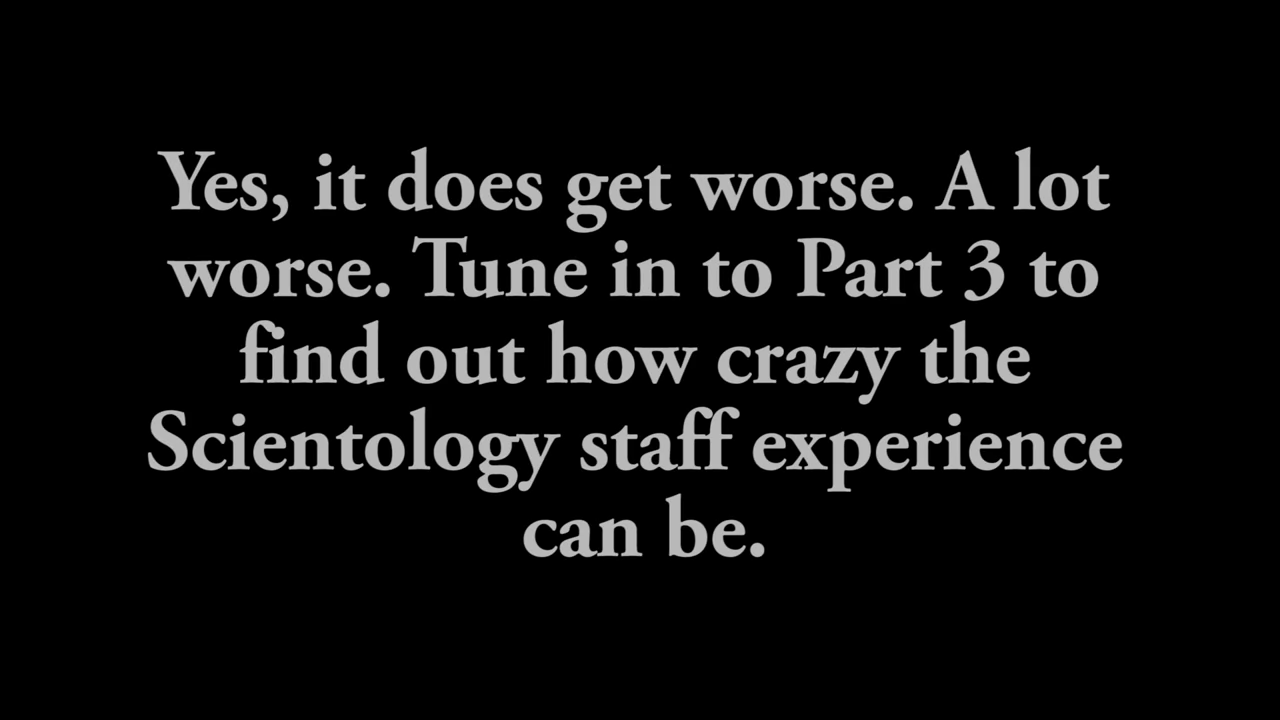 Yes, it does get worse. A lot
worse. Tune in to Part 3 to
find out how crazy the
Scientology staff experience
can be.